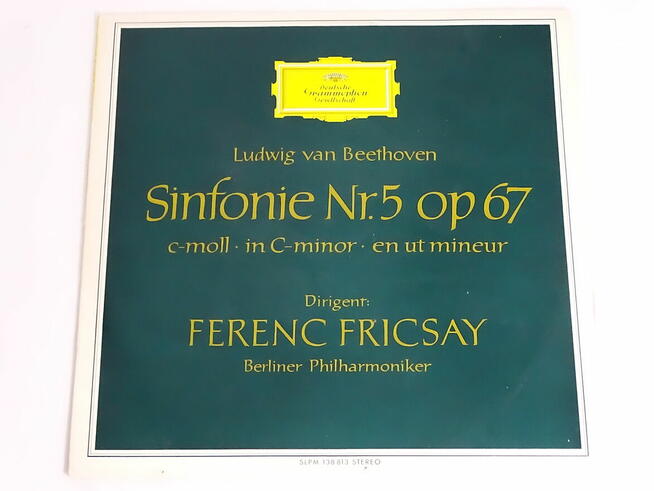 Deutsche
Grammophon
Gesellschaft
Ludwig van Beethoven
Sinfonie Nr. 5 op 67
c-moll · in C-minor · en ut mineur
Dirigent:
FERENC FRICSAY
Berliner Philharmoniker
SLPM 138 813 STEREO